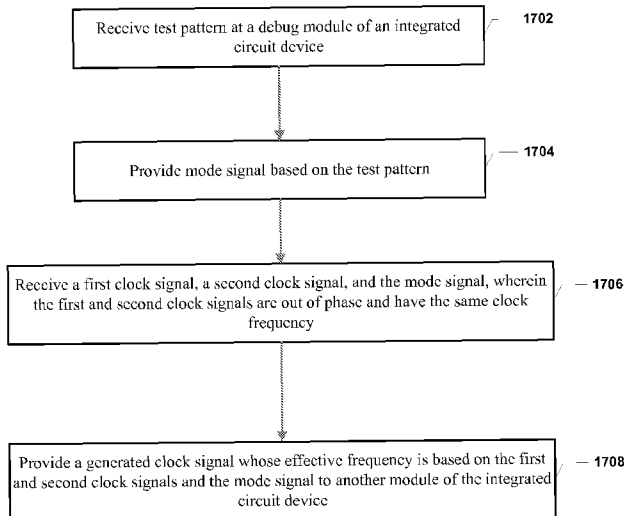 Receive test pattern at a debug module of an integrated
circuit device
1702
Provide mode signal based on the test pattern
1704
Receive a first clock signal, a second clock signal, and the mode signal, wherein
the first and second clock signals are out of phase and have the same clock
frequency
1706
Provide a generated clock signal whose effective frequency is based on the first
and second clock signals and the mode signal to another module of the integrated
circuit device
1708